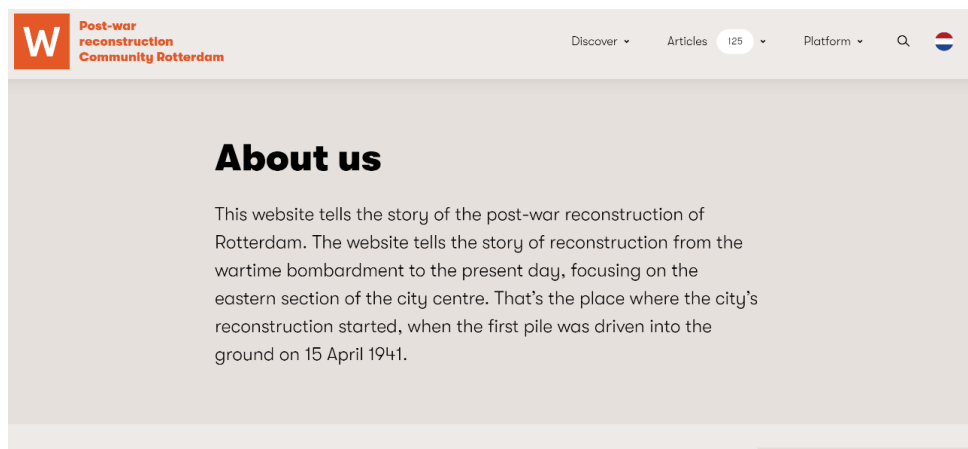 W
Post-war
reconstruction
Community Rotterdam
Discover
Articles 125
Platform
About us
This website tells the story of the post-war reconstruction of
Rotterdam. The website tells the story of reconstruction from the
wartime bombardment to the present day, focusing on the
eastern section of the city centre. That’s the place where the city’s
reconstruction started, when the first pile was driven into the
ground on 15 April 1941.